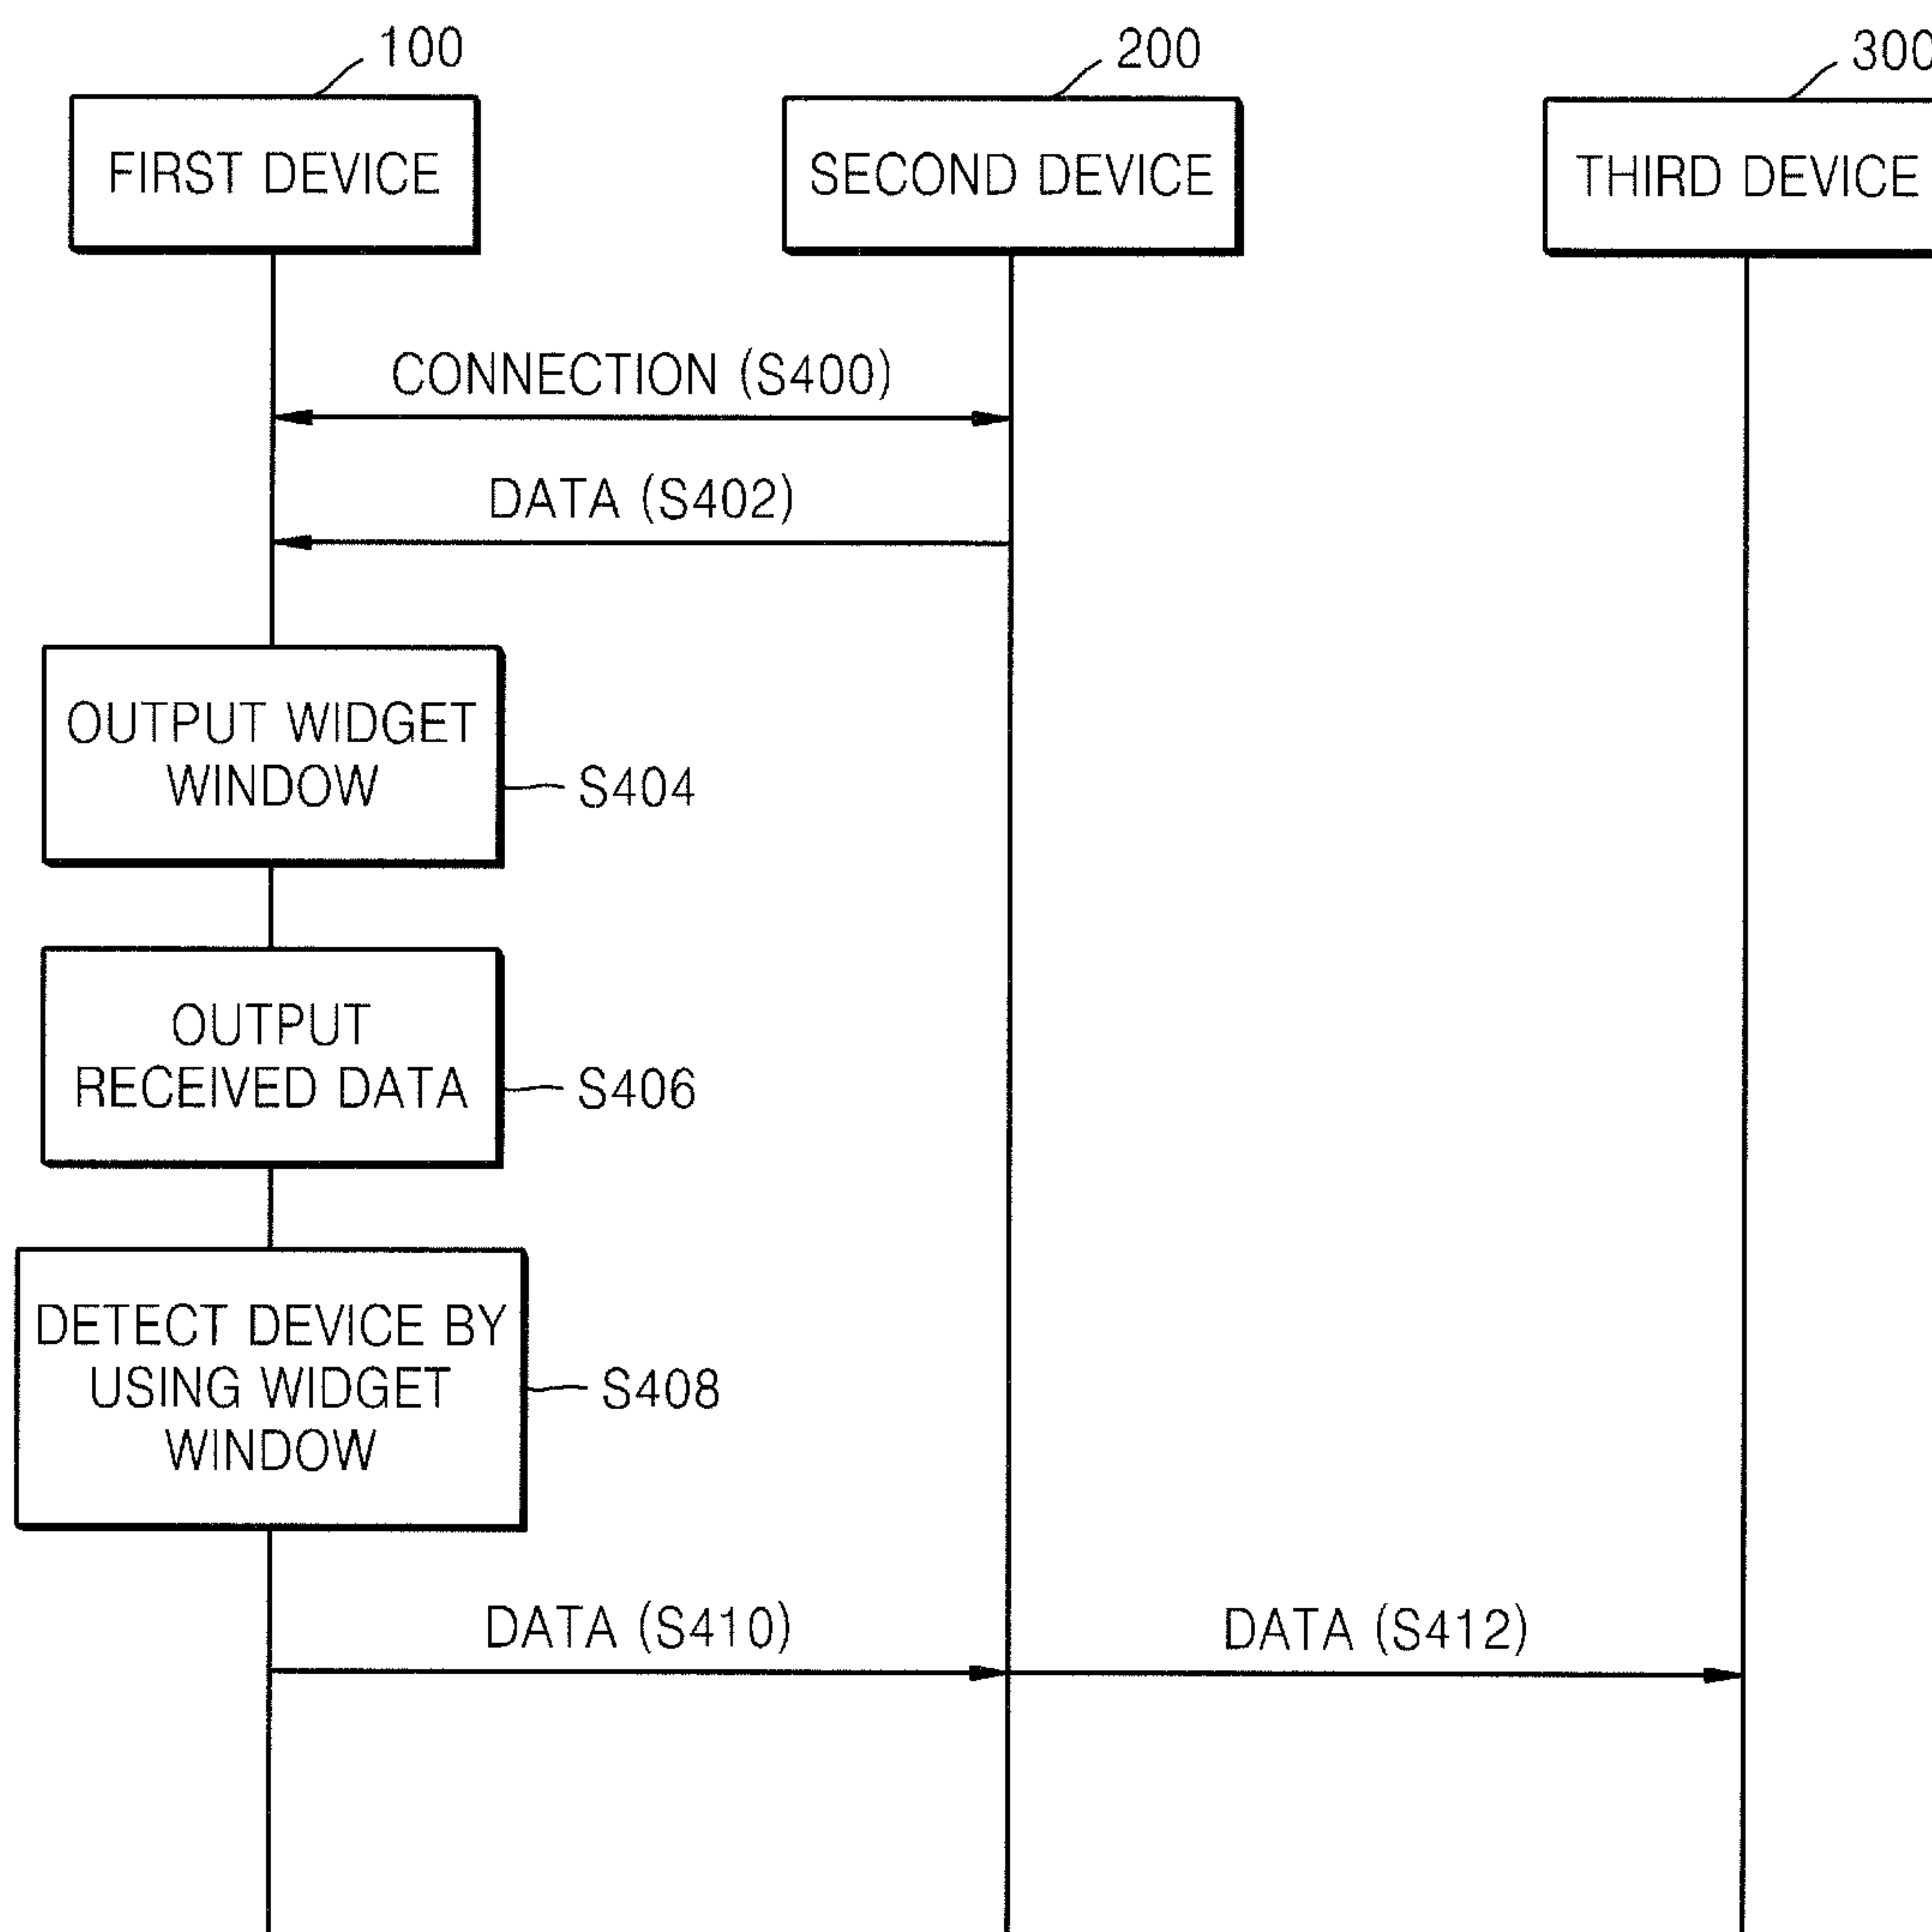 100
200
300
FIRST DEVICE
SECOND DEVICE
THIRD DEVICE
CONNECTION (S400)
DATA (S402)
OUTPUT WIDGET
WINDOW
S404
OUTPUT
RECEIVED DATA
S406
DETECT DEVICE BY
USING WIDGET
WINDOW
S408
DATA (S410)
DATA (S412)